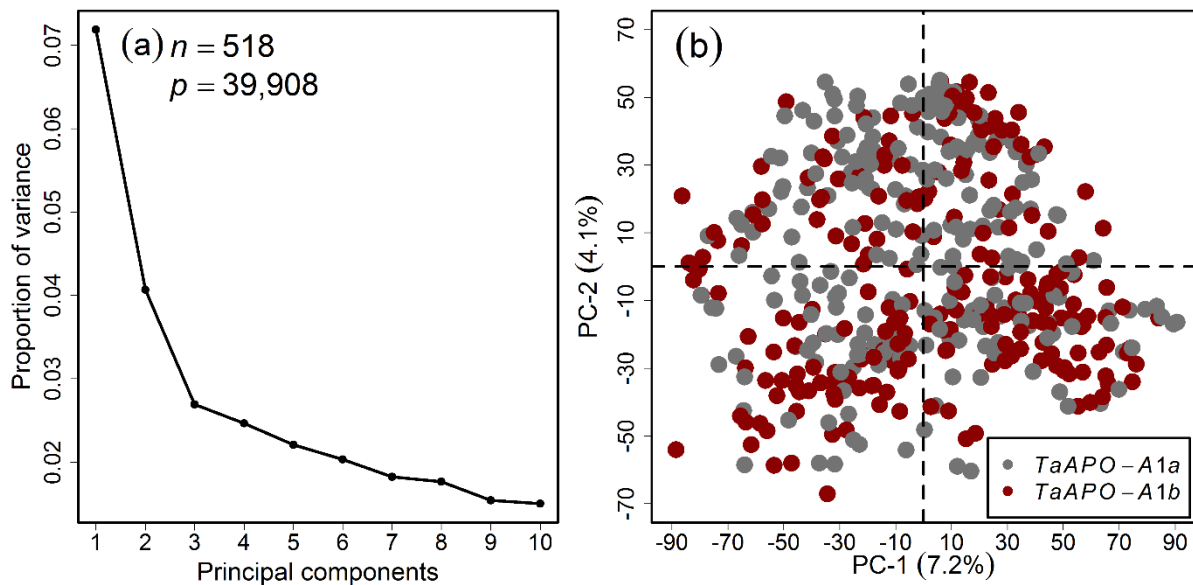 (a) n = 518
p = 39,908
Proportion of variance
0.07
0.06
0.05
0.04
0.03
0.02
1 2 3 4 5 6 7 8 9 10
Principal components
(b)
PC-2 (4.1%)
70
50
30
10
-10
-30
-50
-70
TaAPO-A1a
TaAPO-A1b
-90 -70 -50 -30 -10 10 30 50 70 90
PC-1 (7.2%)